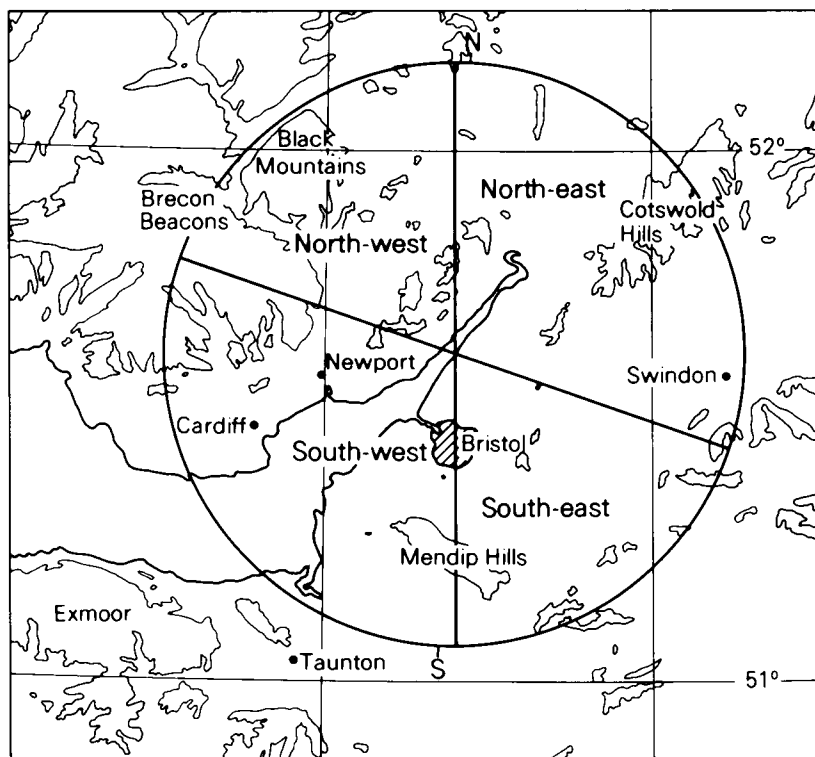 N
52°
Black
Mountains
North-east
Brecon
Beacons
Cotswold
Hills
North-west
Newport
Swindon
Cardiff
South-west
Bristol
South-east
Mendip Hills
Exmoor
Taunton
S
51°